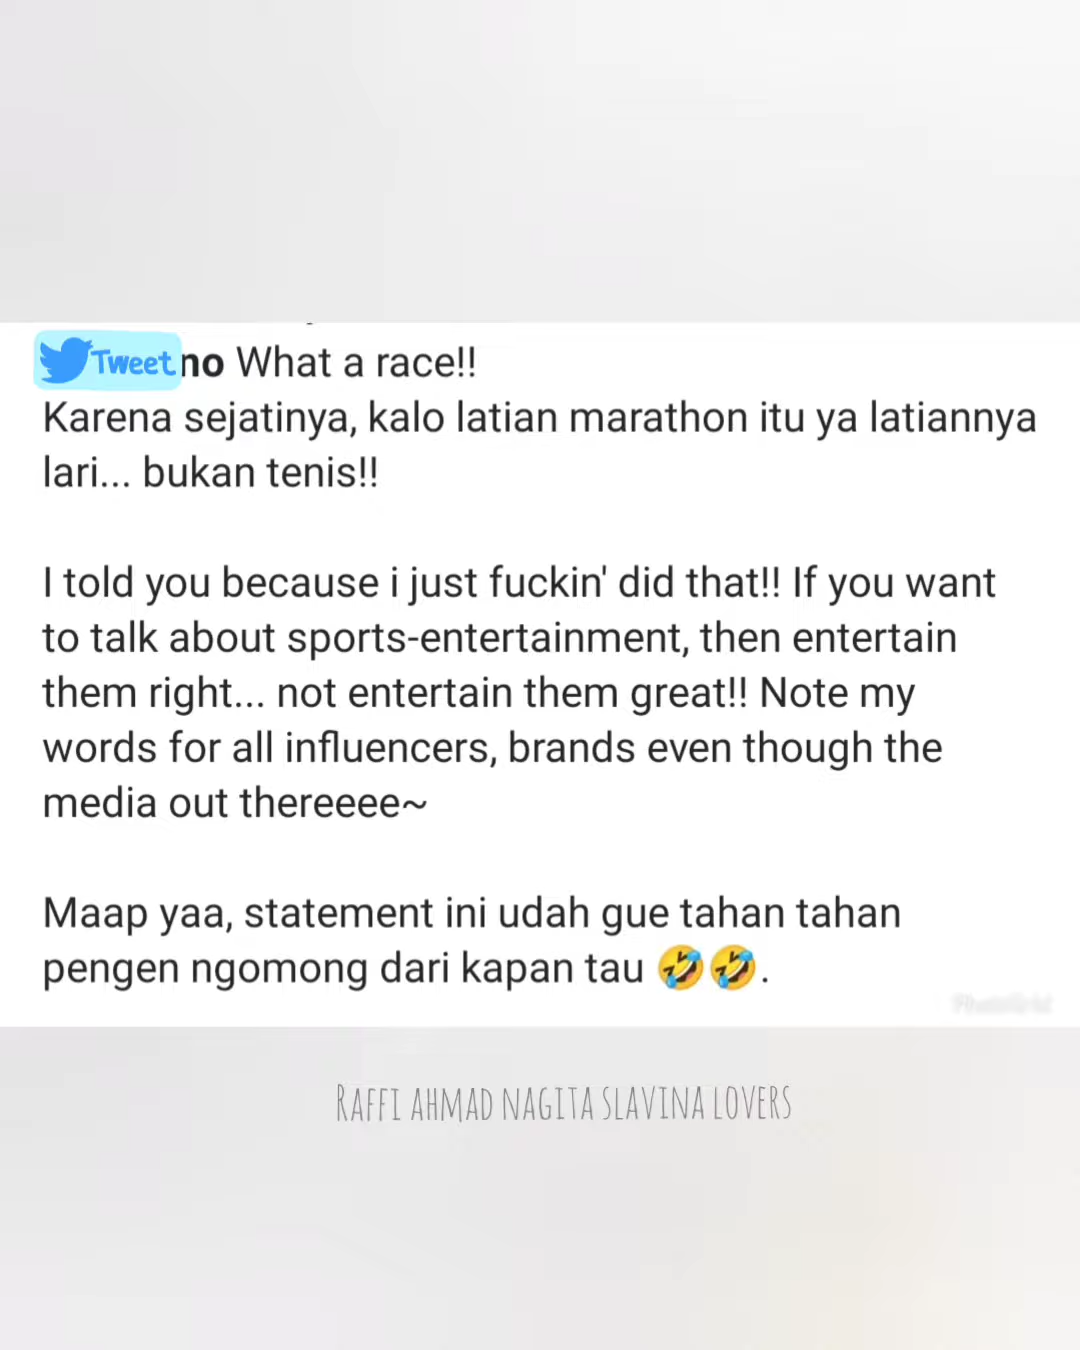 Tweet no What a race!!
Karena sejatinya, kalo latian marathon itu ya latiannya
lari... bukan tenis!!
I told you because i just fuckin' did that!! If you want
to talk about sports-entertainment, then entertain
them right... not entertain them great!! Note my
words for all influencers, brands even though the
media out thereeee~
Maap yaa, statement ini udah gue tahan tahan
pengen ngomong dari kapan tau 🤣🤣.
RAFFI AHMAD NAGITA SLAVINA LOVERS